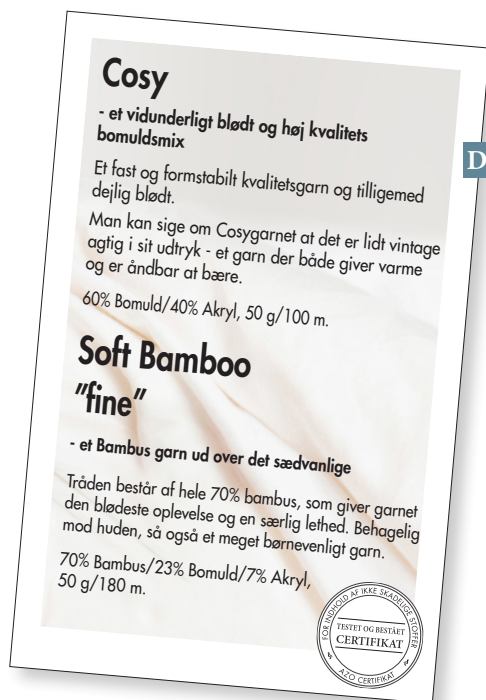 Cosy
- et vidunderligt blødt og høj kvalitets
bomuldsmix
Et fast og formstabilt kvalitetsgarn og tilligemed
dejlig blødt.
Man kan sige om Cosygarnet at det er lidt vintage
agtig i sit udtryk - et garn der både giver varme
og er åndbar at bære.
60% Bomuld/40% Akryl, 50 g/100 m.
Soft Bamboo
”fine”
- et Bambus garn ud over det sædvanlige
Tråden består af hele 70% bambus, som giver garnet
den blødeste oplevelse og en særlig lethed. Behagelig
mod huden, så også et meget børnevenligt garn.
70% Bambus/23% Bomuld/7% Akryl,
50 g/180 m.
FOR INDHOLD AF IKKE SKADELIGE STOFFER
TESTET OG BESTÅET
CERTIFIKAT
AZO CERTIFIKAT
D